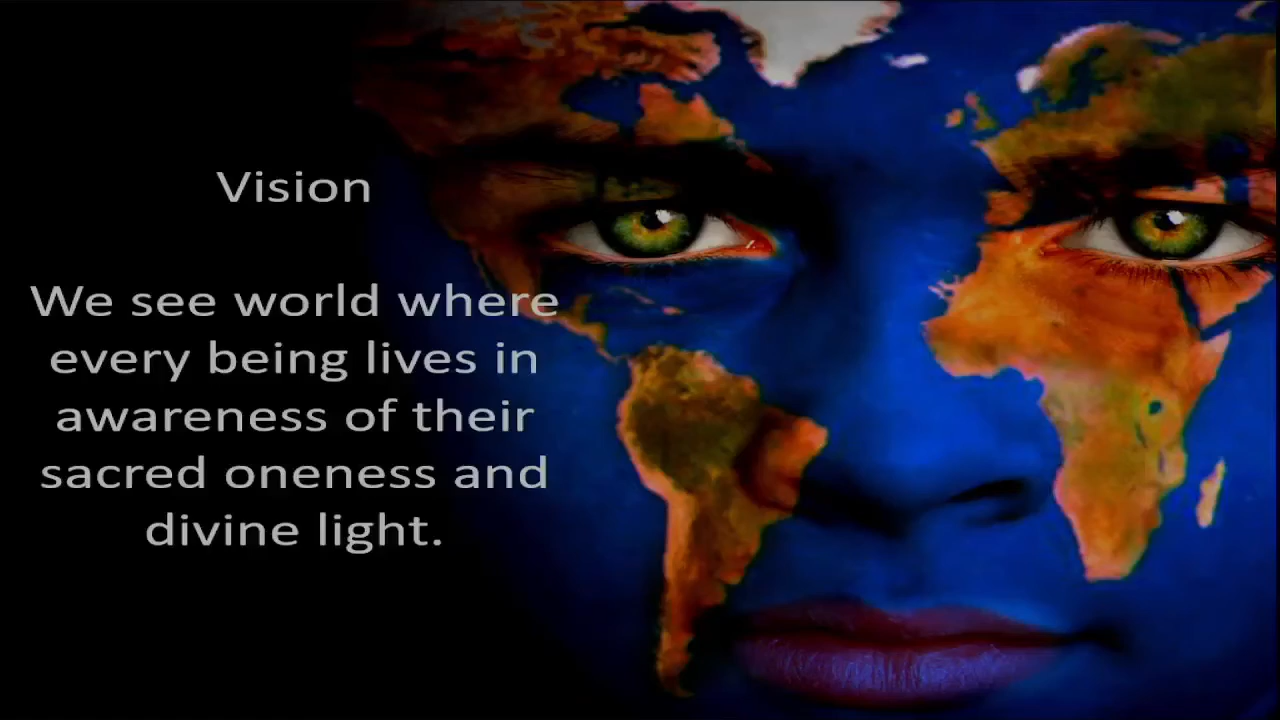 Vision
We see world where
every being lives in
awareness of their
sacred oneness and
divine light.